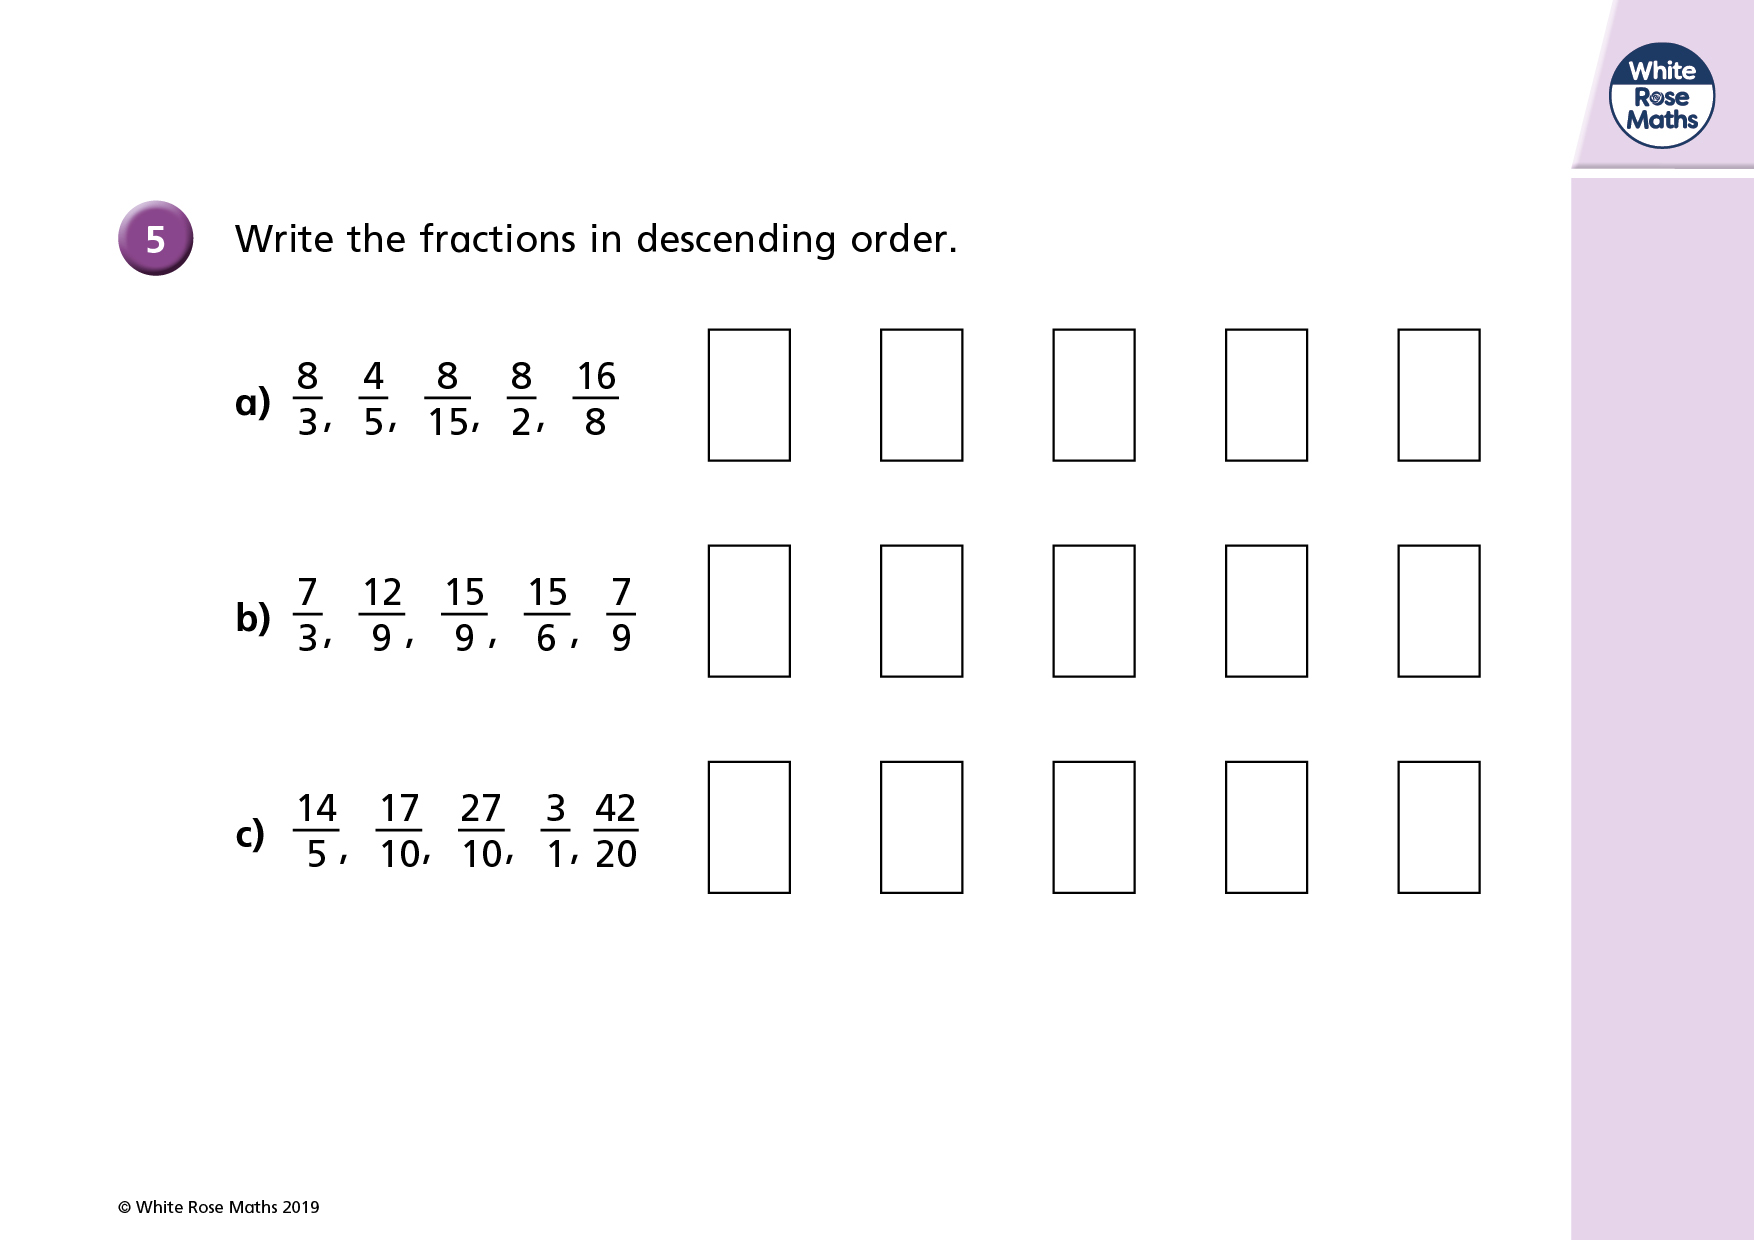 White
Rose
Maths
5 Write the fractions in descending order.
a) 8/3, 4/5, 8/15, 8/2, 16/8
b) 7/3, 12/9, 15/9, 15/6, 7/9
c) 14/5, 17/10, 27/10, 3/1, 42/20
© White Rose Maths 2019